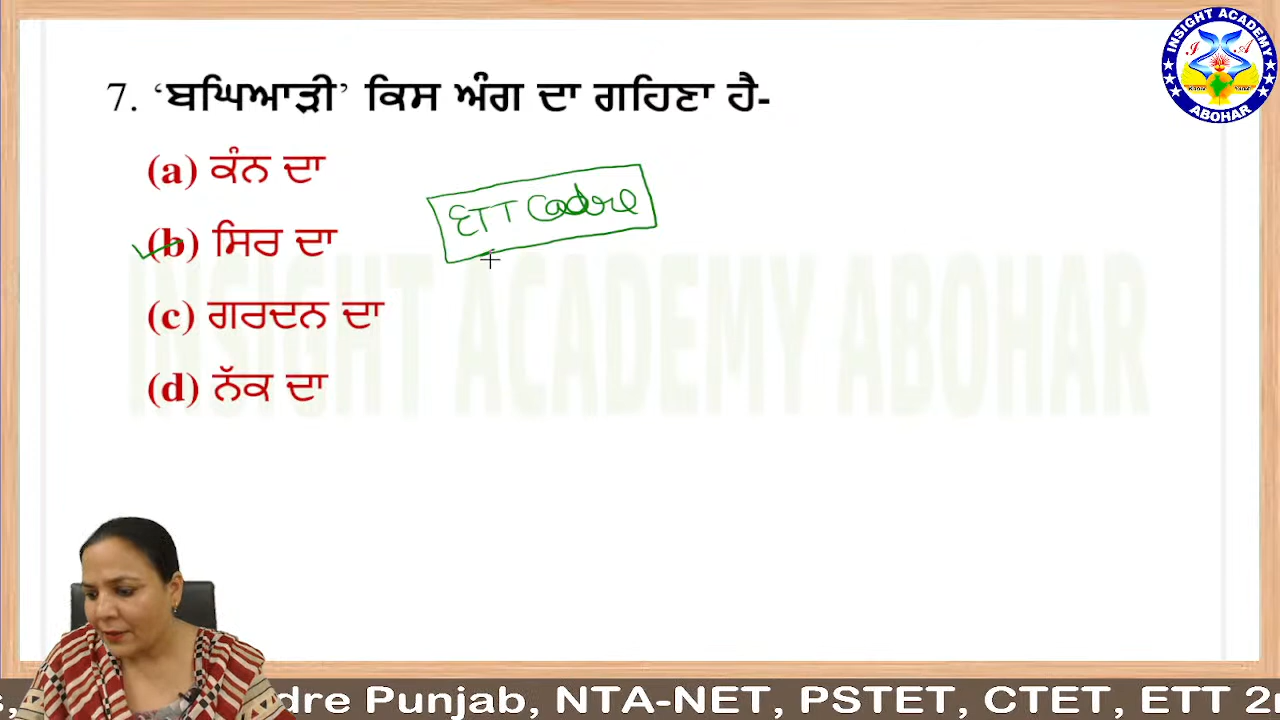 7. ‘ਬਘਿਆੜੀ’ ਕਿਸ ਅੰਗ ਦਾ ਗਹਿਣਾ ਹੈ-
(a) ਕੰਨ ਦਾ
ETT Cadre
(b) ਸਿਰ ਦਾ
(c) ਗਰਦਨ ਦਾ
(d) ਨੱਕ ਦਾ
INSIGHT ACADEMY ABOHAR
INSIGHT ACADEMY
I A
ABOHAR
dre Punjab, NTA-NET, PSTET, CTET, ETT 2